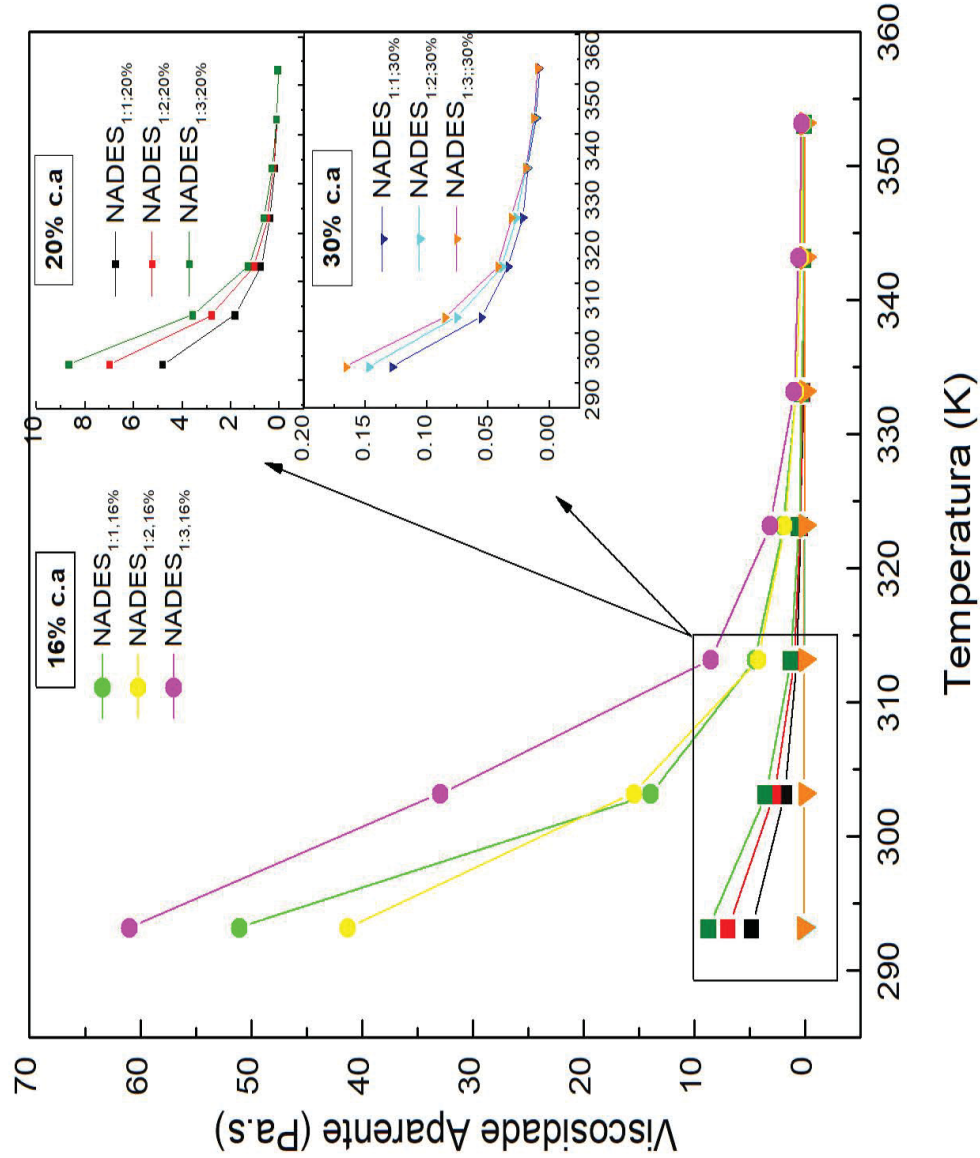 70
60
50
40
30
20
10
0
Viscosidade Aparente (Pa.s)
290
300
310
320
330
340
350
360
Temperatura (K)
16% c.a
NADES1:1,16%
NADES1:2,16%
NADES1:3,16%
20% c.a
NADES1:1;20%
NADES1:2;20%
NADES1:3;20%
10
8
6
4
2
0
30% c.a
NADES1:1;30%
NADES1:2;30%
NADES1:3;;30%
0.20
0.15
0.10
0.05
0.00
290
300
310
320
330
340
350
360